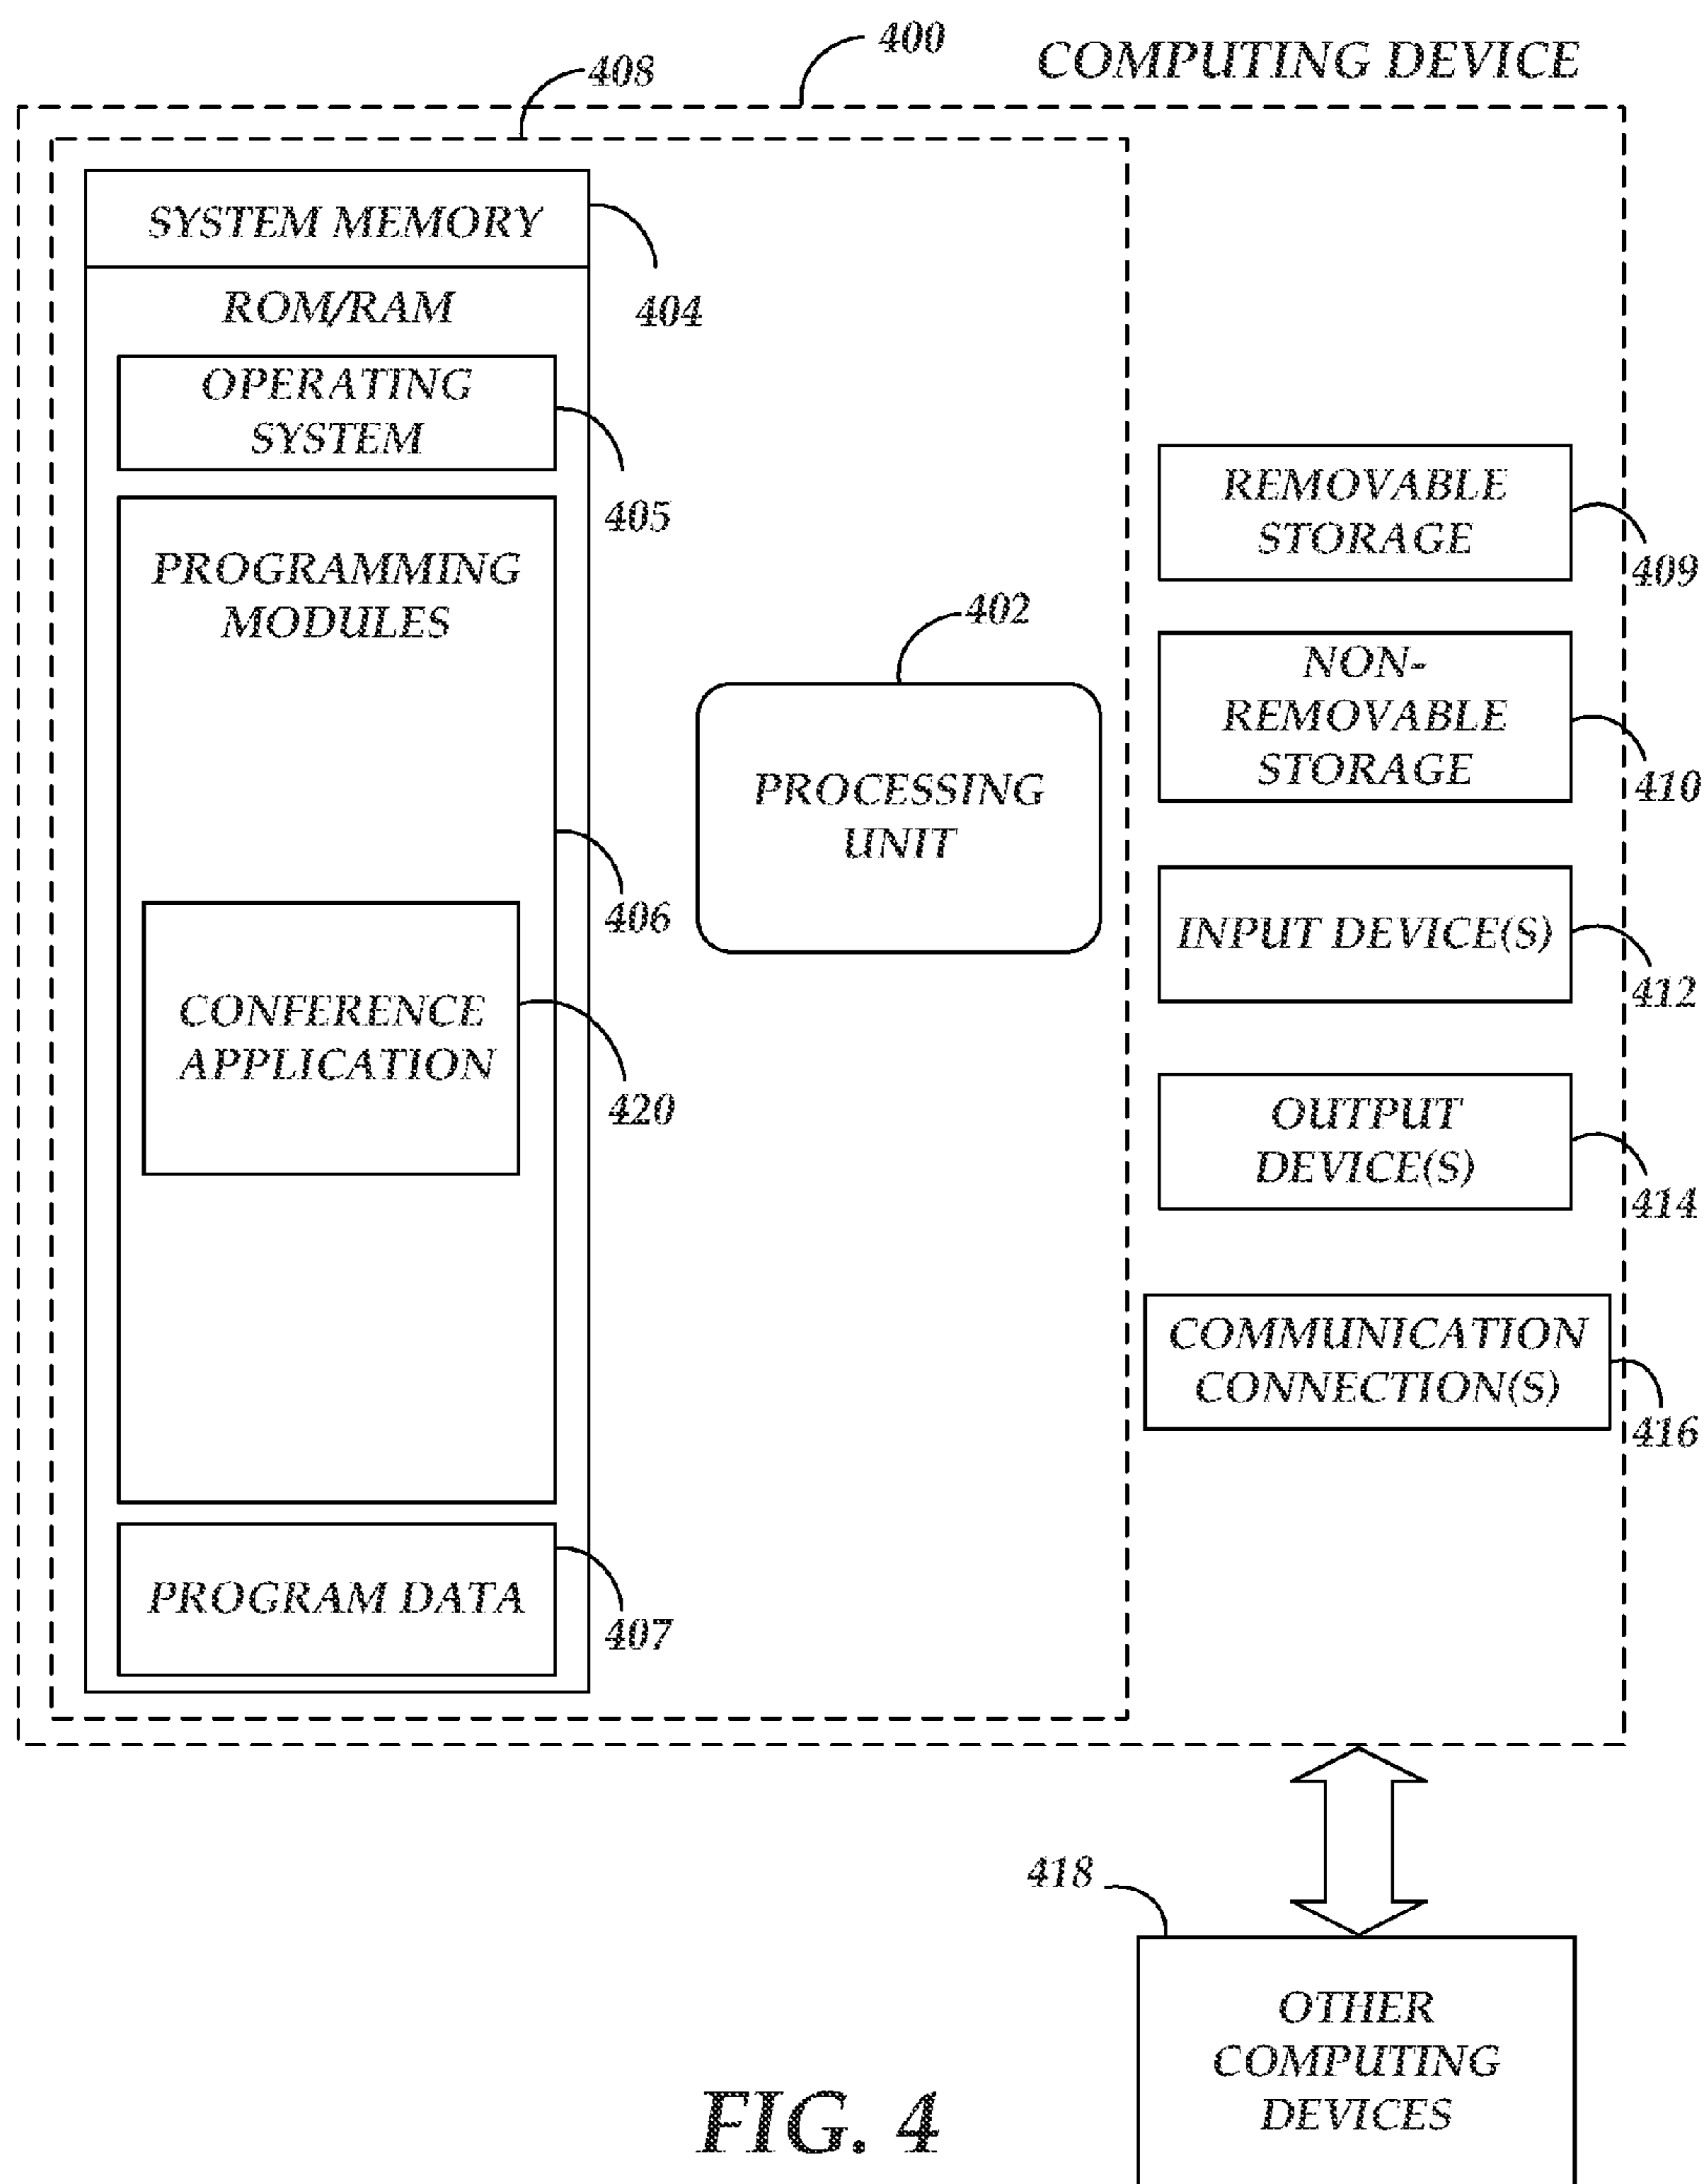 400
COMPUTING DEVICE
408
SYSTEM MEMORY
404
ROM/RAM
OPERATING
SYSTEM
405
PROGRAMMING
MODULES
406
CONFERENCE
APPLICATION
420
PROGRAM DATA
407
402
PROCESSING
UNIT
REMOVABLE
STORAGE
409
NON-
REMOVABLE
STORAGE
410
INPUT DEVICE(S)
412
OUTPUT
DEVICE(S)
414
COMMUNICATION
CONNECTION(S)
416
418
OTHER
COMPUTING
DEVICES
FIG. 4